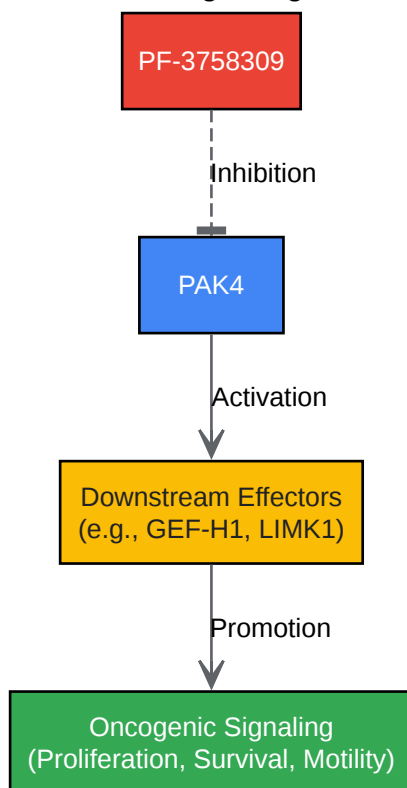 PF-3758309
Inhibition
PAK4
Activation
Downstream Effectors
(e.g., GEF-H1, LIMK1)
Promotion
Oncogenic Signaling
(Proliferation, Survival, Motility)